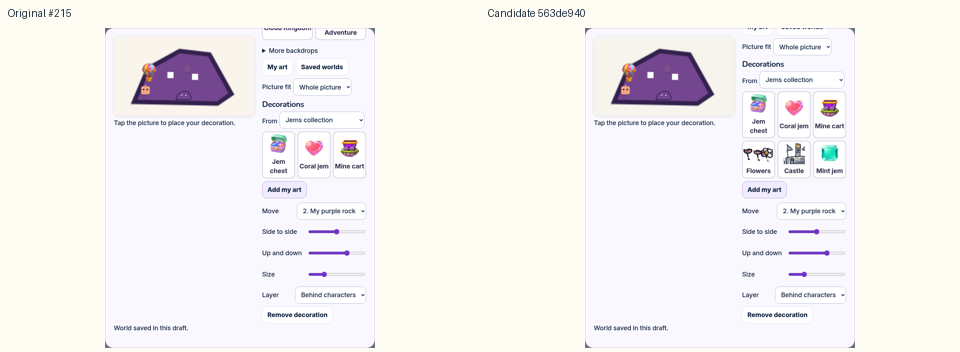 Original #215
Adventure
More backdrops
My art Saved worlds
Picture fit Whole picture
Decorations
From Jems collection
Jem chest Coral jem Mine cart
Add my art
Move 2. My purple rock
Side to side
Up and down
Size
Layer Behind characters
Remove decoration
Tap the picture to place your decoration.
World saved in this draft.
Candidate 563de940
Picture fit Whole picture
Decorations
From Jems collection
Jem chest Coral jem Mine cart
Flowers Castle Mint jem
Add my art
Move 2. My purple rock
Side to side
Up and down
Size
Layer Behind characters
Remove decoration
Tap the picture to place your decoration.
World saved in this draft.